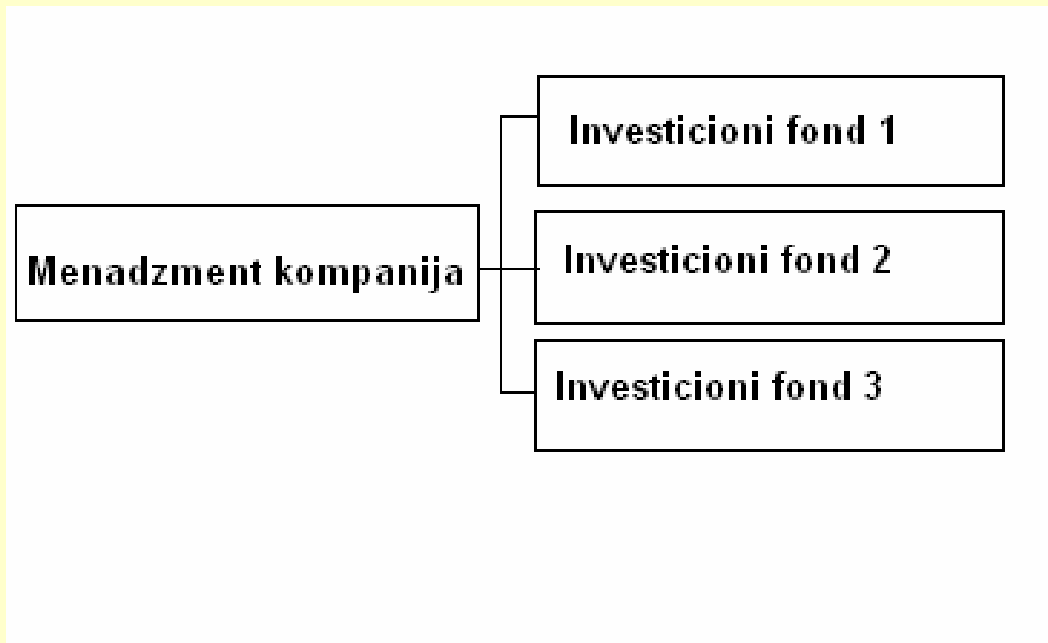 Investicioni fond 1
Menadzment kompanija
Investicioni fond 2
Investicioni fond 3